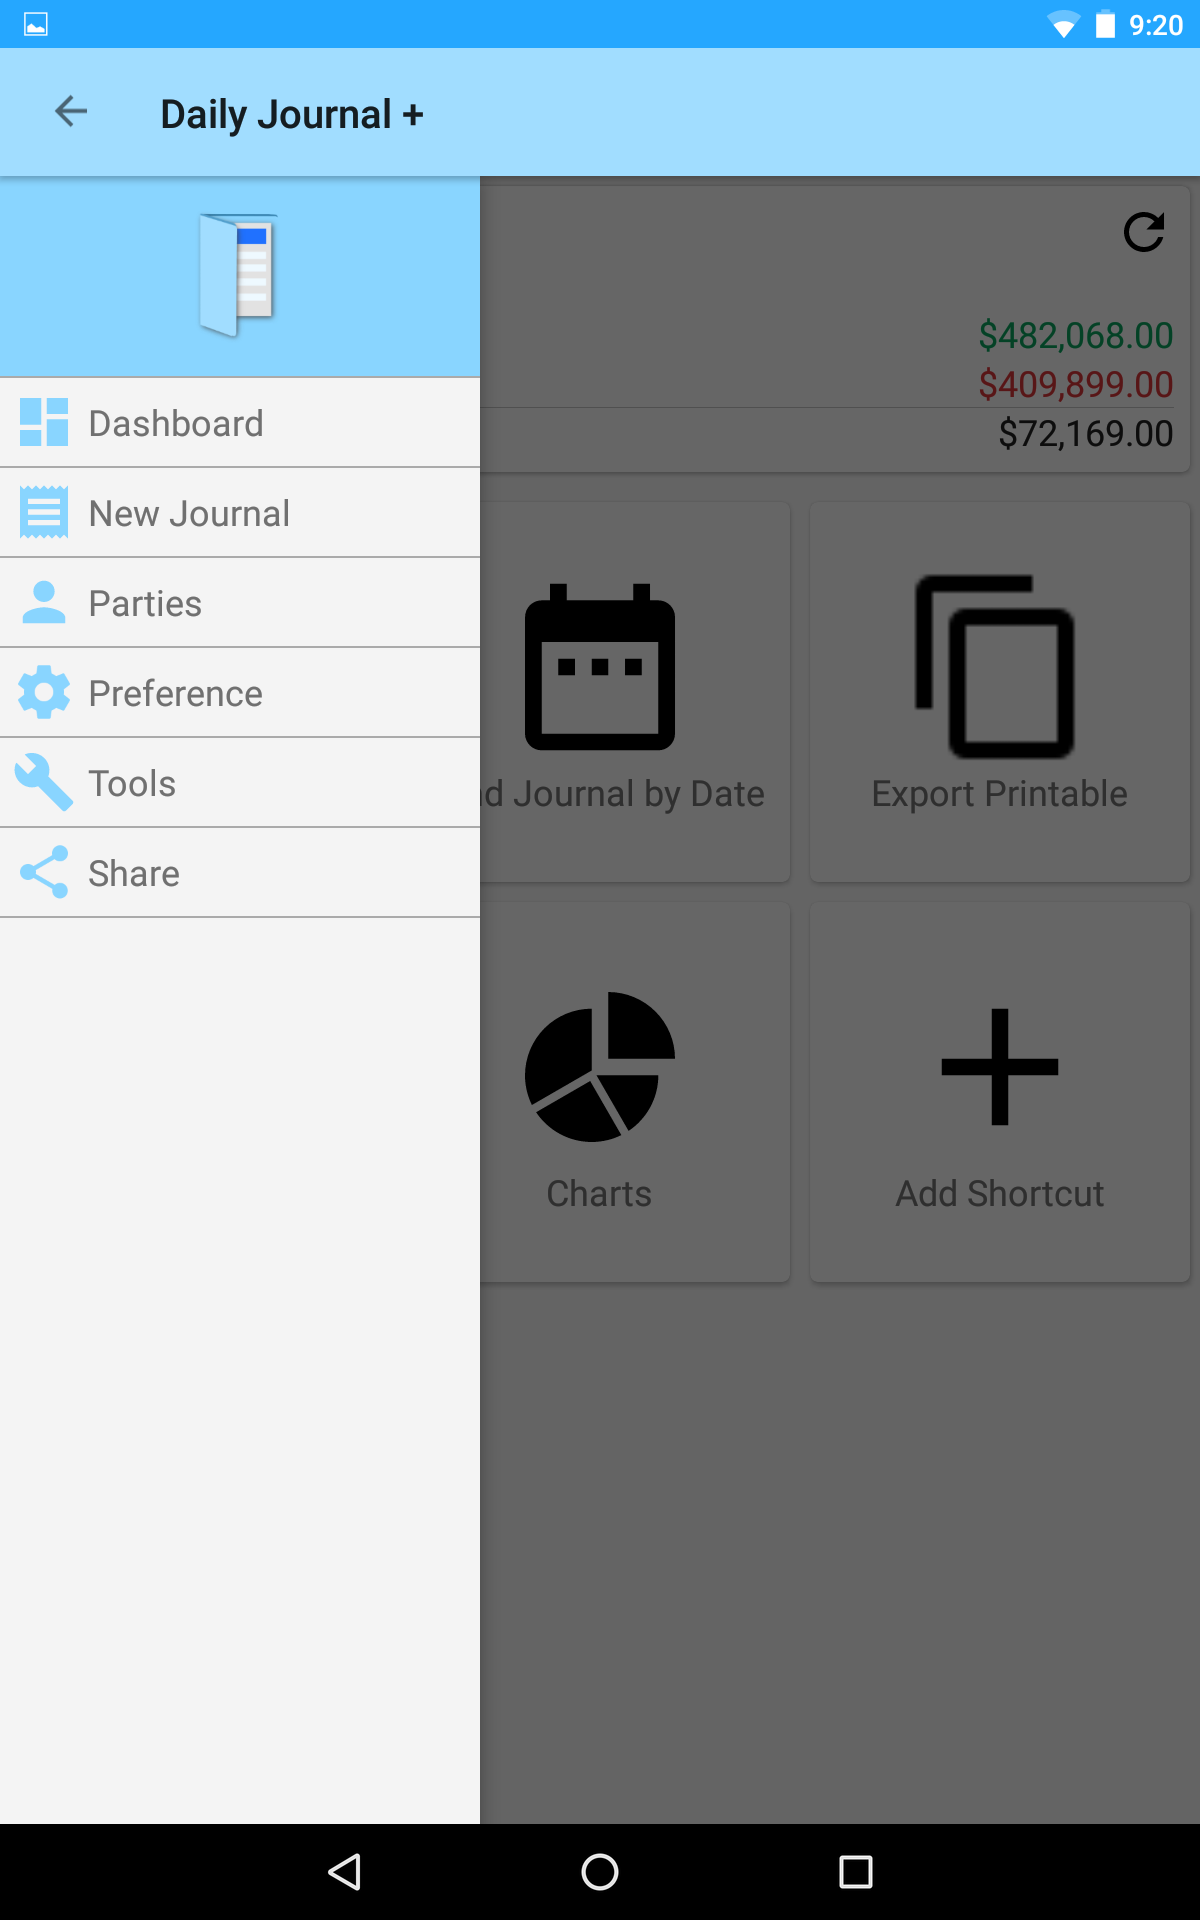 9:20
Daily Journal +
$482,068.00
$409,899.00
$72,169.00
Dashboard
New Journal
Parties
Preference
Tools
Share
Journal by Date
Export Printable
Charts
Add Shortcut